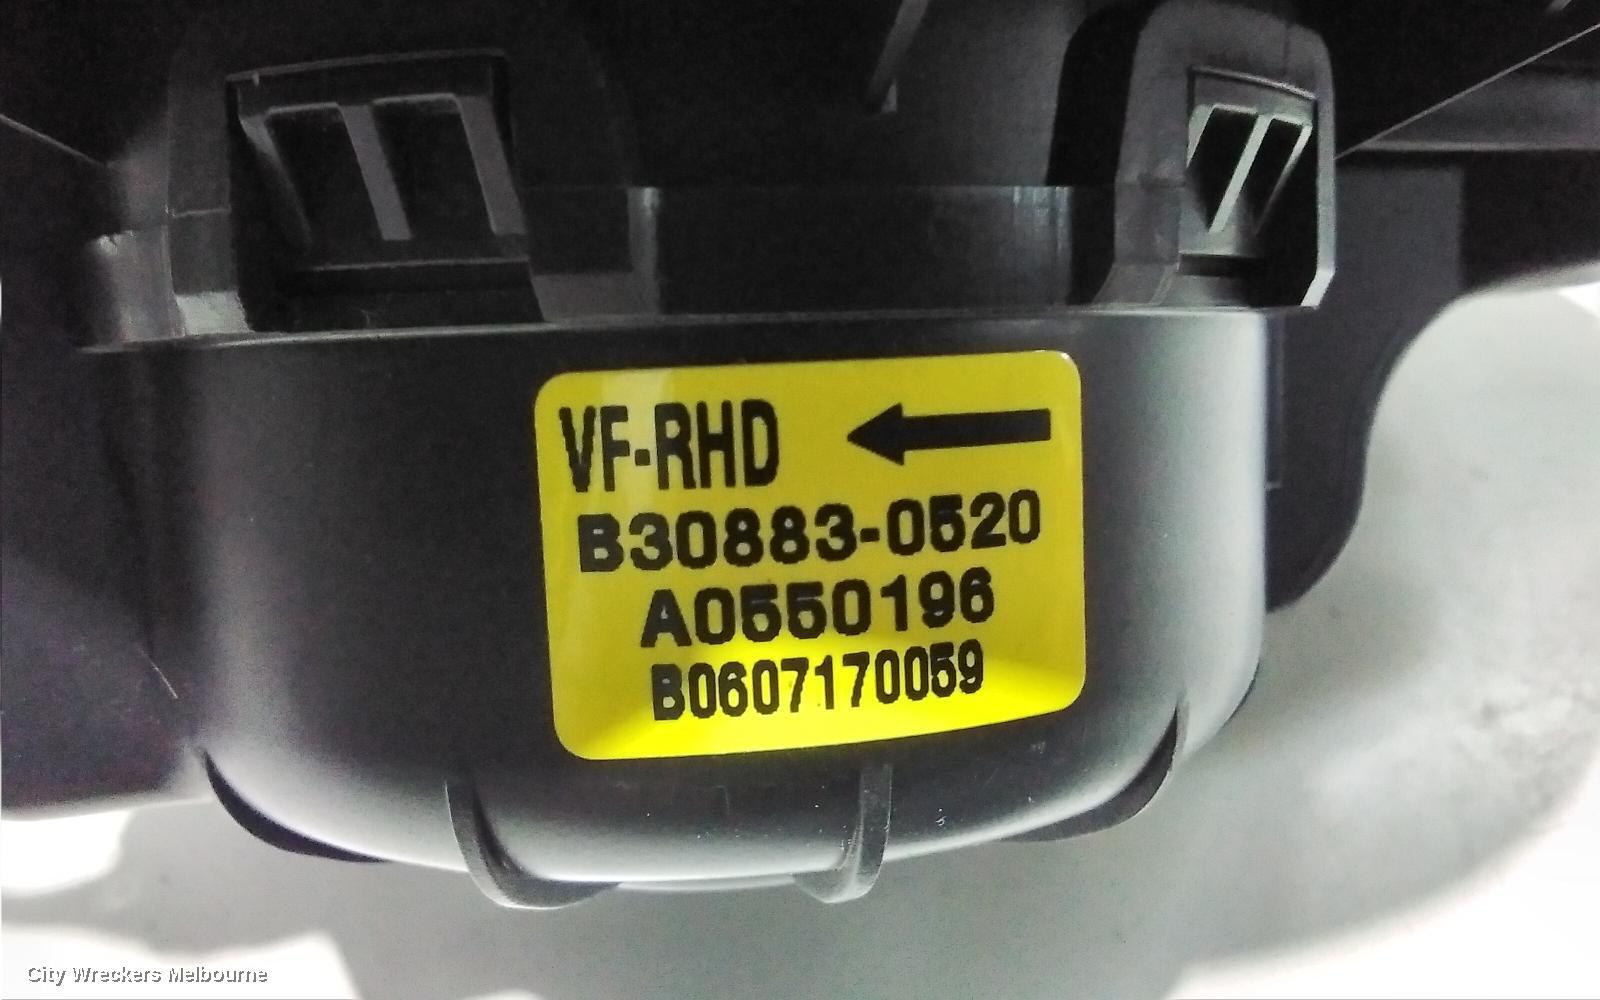 VF-RHD
B30883-0520
A0550196
B0607170059
City Wreckers Melbourne